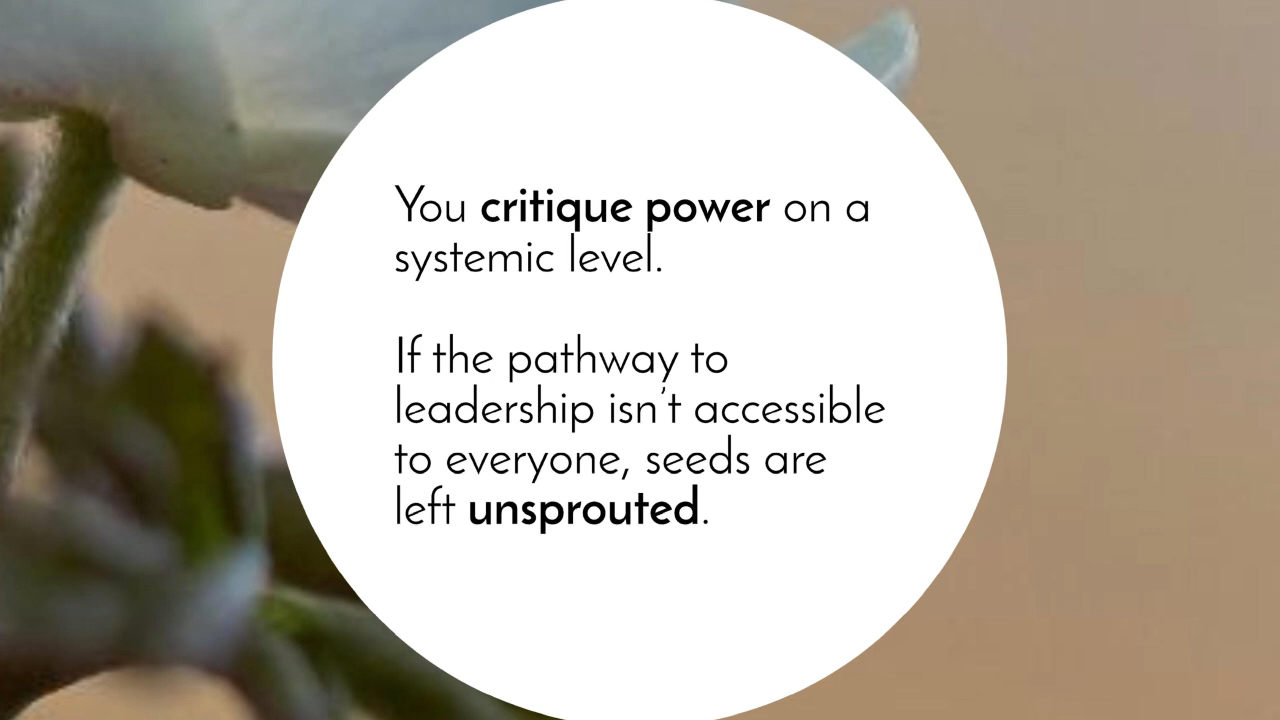 You critique power on a
systemic level.
If the pathway to
leadership isn't accessible
to everyone, seeds are
left unsprouted.